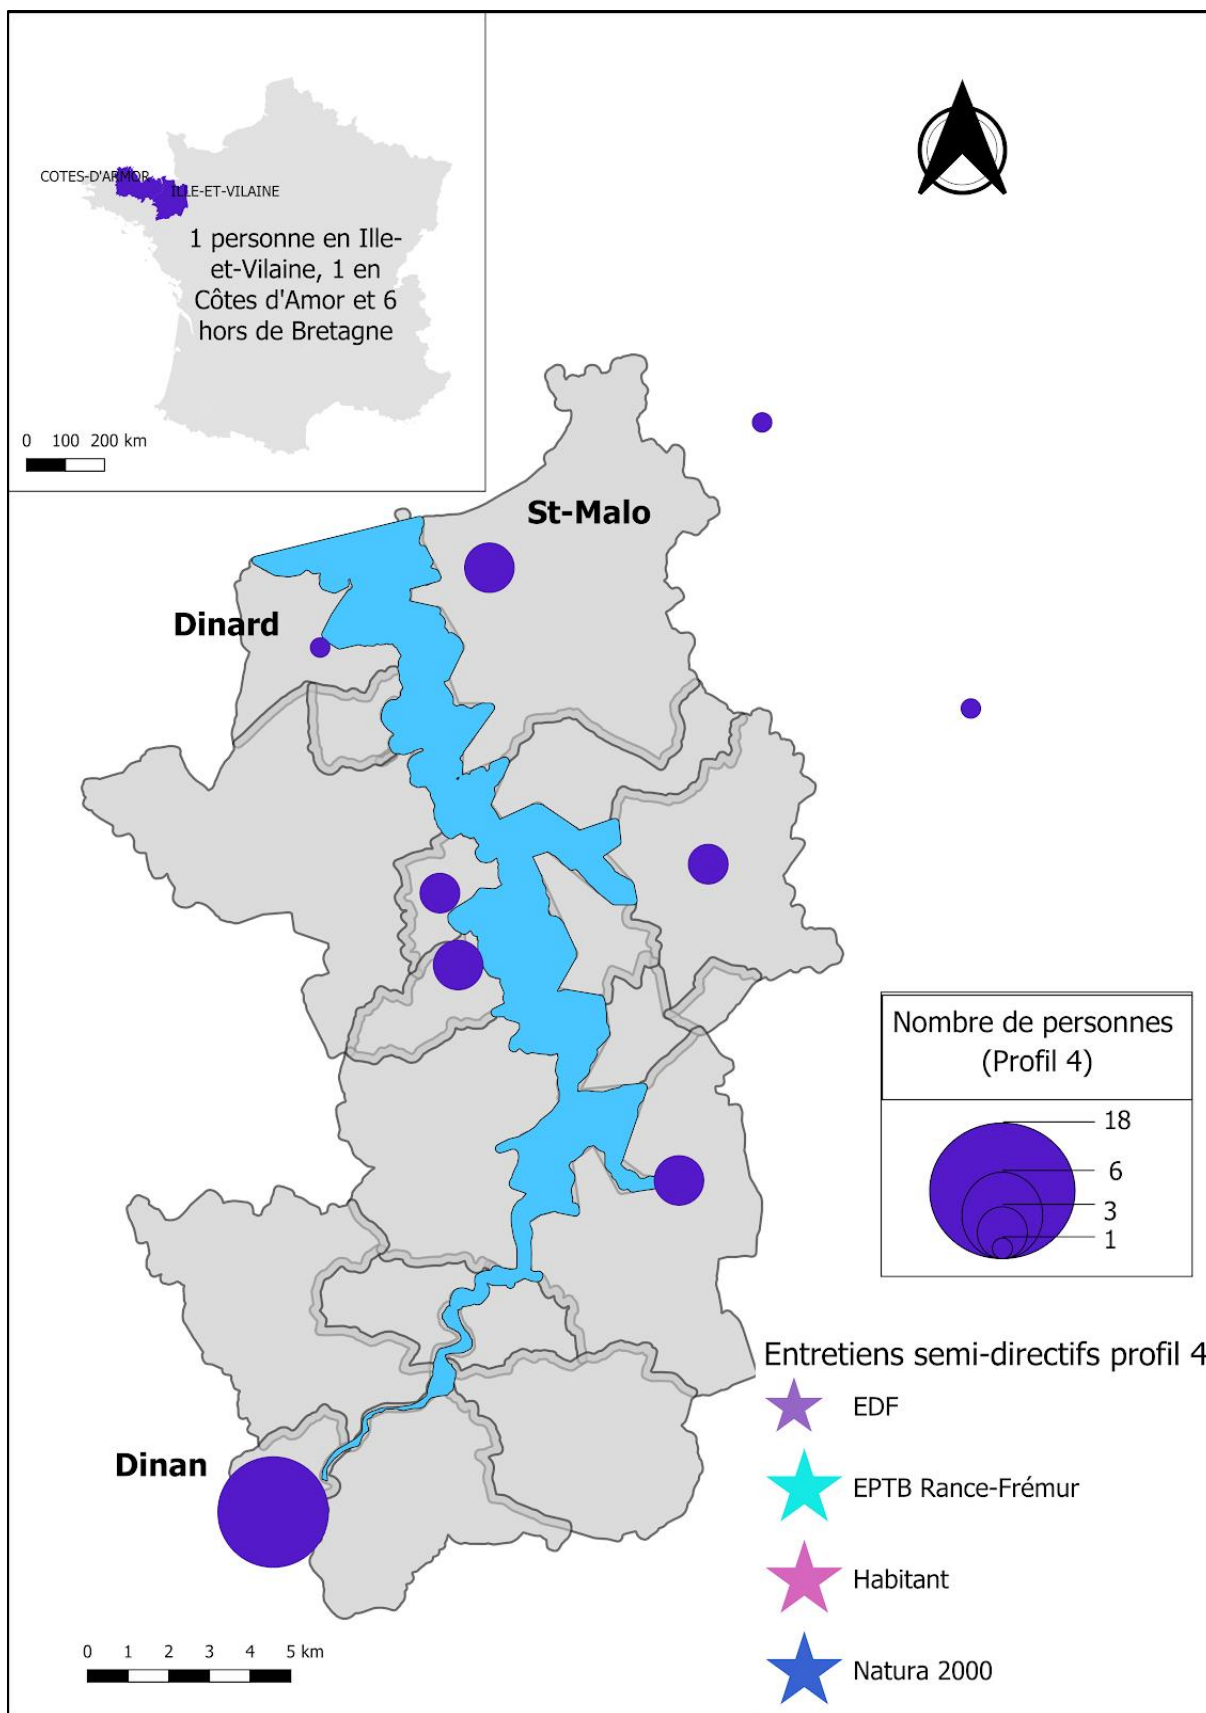 COTES-D'ARMOR
ILLE-ET-VILAINE
1 personne en Ille-
et-Vilaine, 1 en
Côtes d'Amor et 6
hors de Bretagne
0 100 200 km
St-Malo
Dinard
Nombre de personnes
(Profil 4)
18
6
3
1
Entretiens semi-directifs profil 4
EDF
Dinan
EPTB Rance-Frémur
Habitant
0 1 2 3 4 5 km
Natura 2000